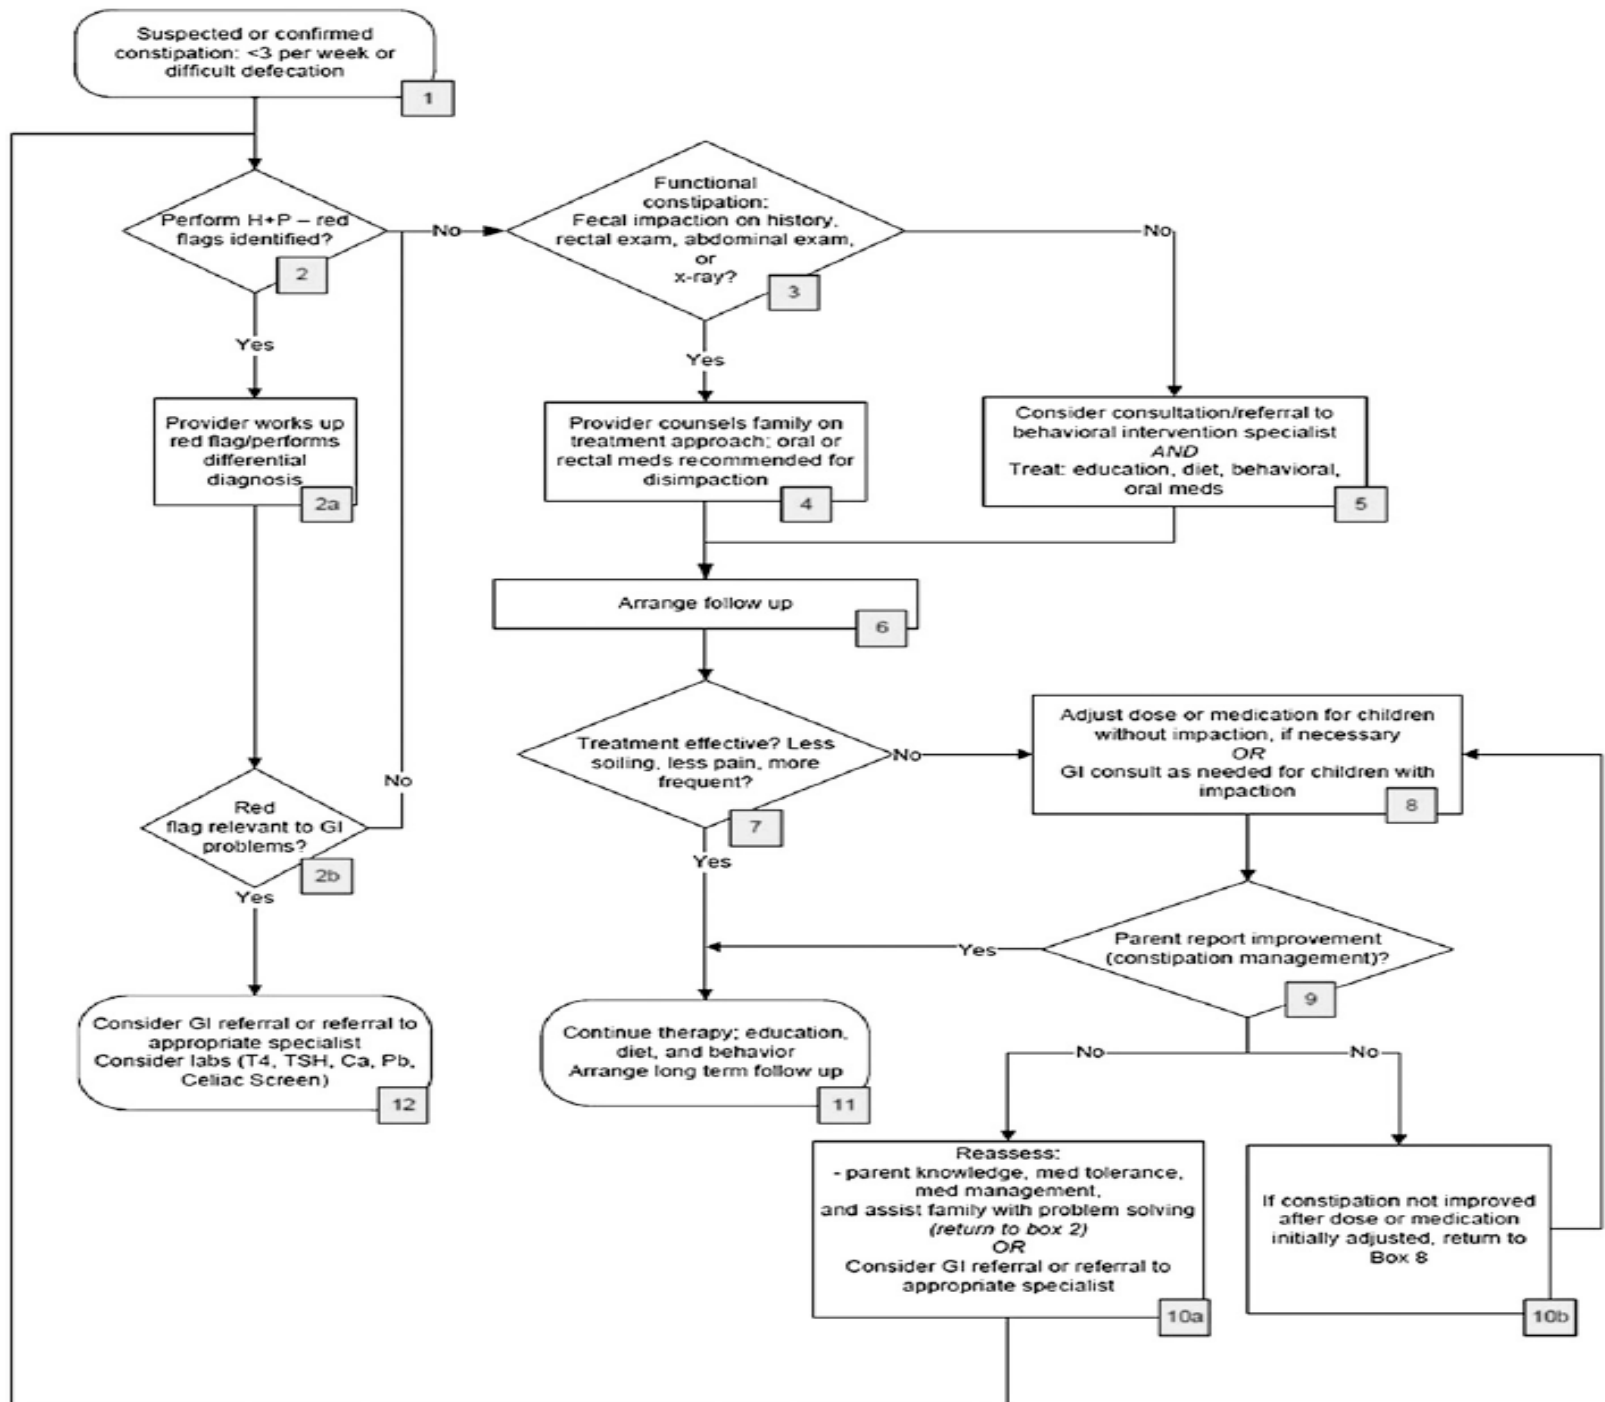 Suspected or confirmed
constipation: <3 per week or
difficult defecation
1
Perform H+P – red
flags identified?
2
No
Functional
constipation:
Fecal impaction on history,
rectal exam, abdominal exam,
or
x-ray?
3
No
Yes
Yes
Provider works up
red flag/performs
differential
diagnosis
2a
Provider counsels family on
treatment approach; oral or
rectal meds recommended for
disimpaction
4
Consider consultation/referral to
behavioral intervention specialist
AND
Treat: education, diet, behavioral,
oral meds
5
Arrange follow up
6
Treatment effective? Less
soiling, less pain, more
frequent?
7
No
Adjust dose or medication for children
without impaction, if necessary
OR
GI consult as needed for children with
impaction
8
No
Red
flag relevant to GI
problems?
2b
Yes
Yes
Parent report improvement
(constipation management)?
9
Yes
Consider GI referral or referral to
appropriate specialist
Consider labs (T4, TSH, Ca, Pb,
Celiac Screen)
12
Continue therapy; education,
diet, and behavior
Arrange long term follow up
11
No
No
Reassess:
- parent knowledge, med tolerance,
med management,
and assist family with problem solving
(return to box 2)
OR
Consider GI referral or referral to
appropriate specialist
10a
If constipation not improved
after dose or medication
initially adjusted, return to
Box 8
10b